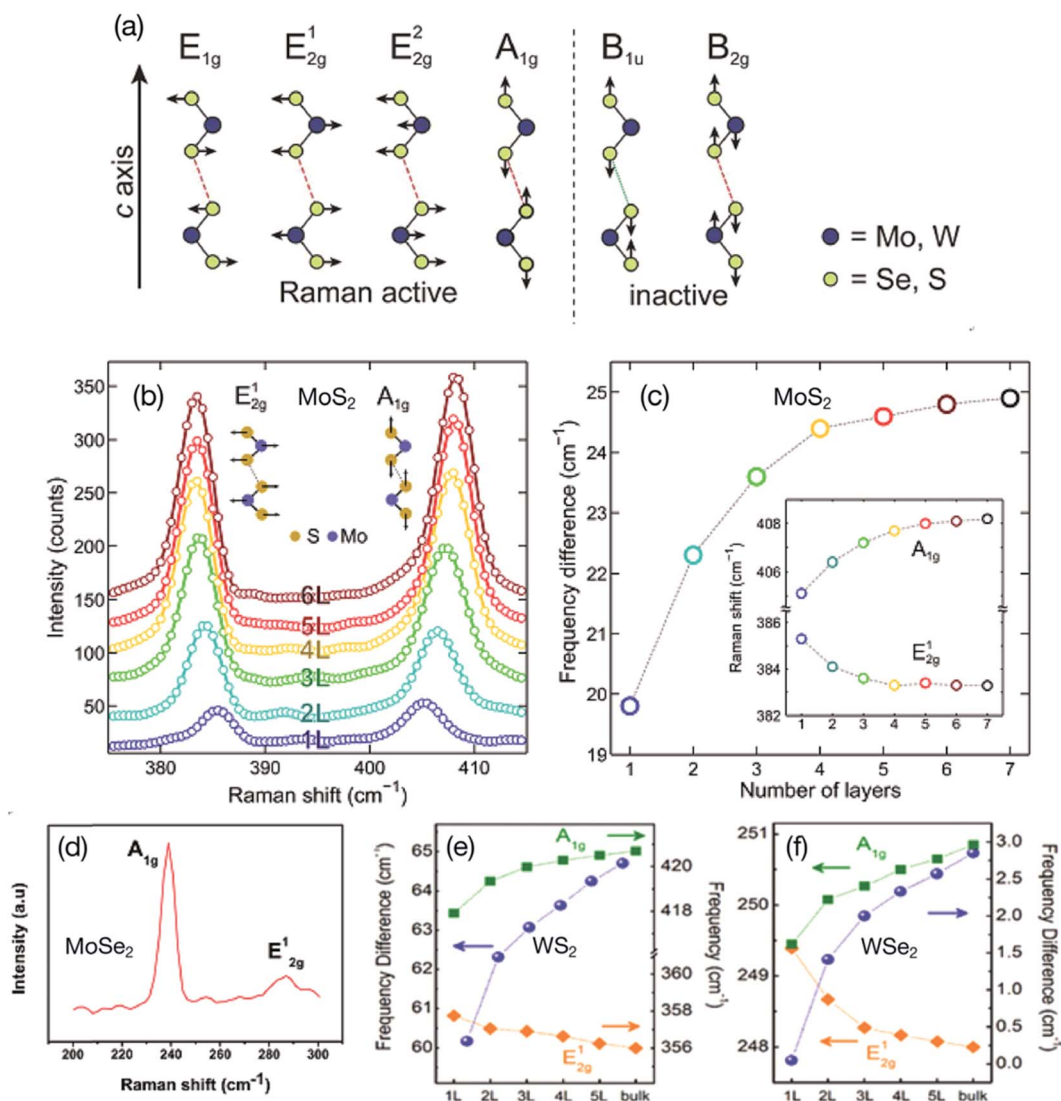 (a)
E1g E12g E22g A1g B1u B2g
c axis
Raman active
inactive
= Mo, W
= Se, S
(b)
E12g MoS2 A1g
S Mo
6L
5L
4L
3L
2L
1L
Intensity (counts)
350
300
250
200
150
100
50
380 390 400 410
Raman shift (cm−1)
(c)
MoS2
Frequency difference (cm−1)
25
24
23
22
21
20
19
1 2 3 4 5 6 7
Number of layers
Raman shift (cm−1)
408
406
386
384
382
A1g
E12g
1 2 3 4 5 6 7
(d)
A1g
MoSe2
E12g
Intensity (a.u)
200 220 240 260 280 300
Raman shift (cm-1)
(e)
A1g
WS2
E12g
Frequency Difference (cm-1)
65
64
63
62
61
60
Frequency (cm-1)
420
418
360
358
356
1L 2L 3L 4L 5L bulk
(f)
A1g
WSe2
E12g
251
250
249
248
Frequency Difference (cm-1)
3.0
2.5
2.0
1.5
1.0
0.5
0.0
1L 2L 3L 4L 5L bulk